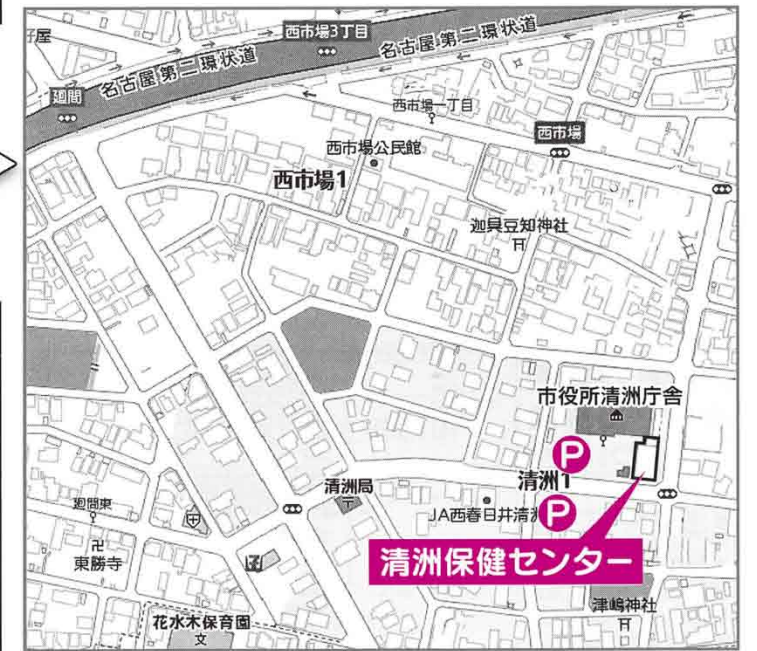 西市場3丁目
名古屋第二環状道
名古屋第二環状道
廻間
西市場一丁目
西市場
西市場公民館
西市場1
迦具豆知神社
市役所清洲庁舎
P
清洲1
清洲局
JA西春日井清洲
P
清洲保健センター
廻間東
東勝寺
津嶋神社
花水木保育園
文